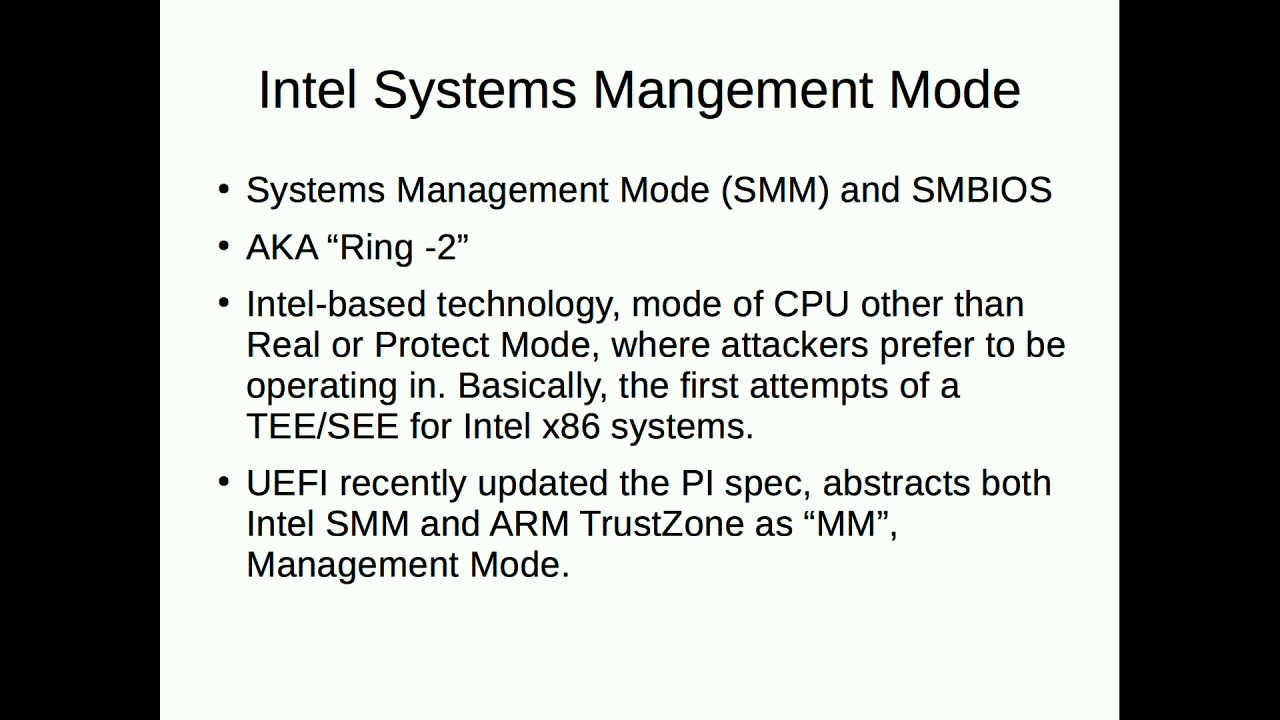 Intel Systems Mangement Mode
• Systems Management Mode (SMM) and SMBIOS
• AKA “Ring -2”
• Intel-based technology, mode of CPU other than
Real or Protect Mode, where attackers prefer to be
operating in. Basically, the first attempts of a
TEE/SEE for Intel x86 systems.
• UEFI recently updated the PI spec, abstracts both
Intel SMM and ARM TrustZone as “MM”,
Management Mode.